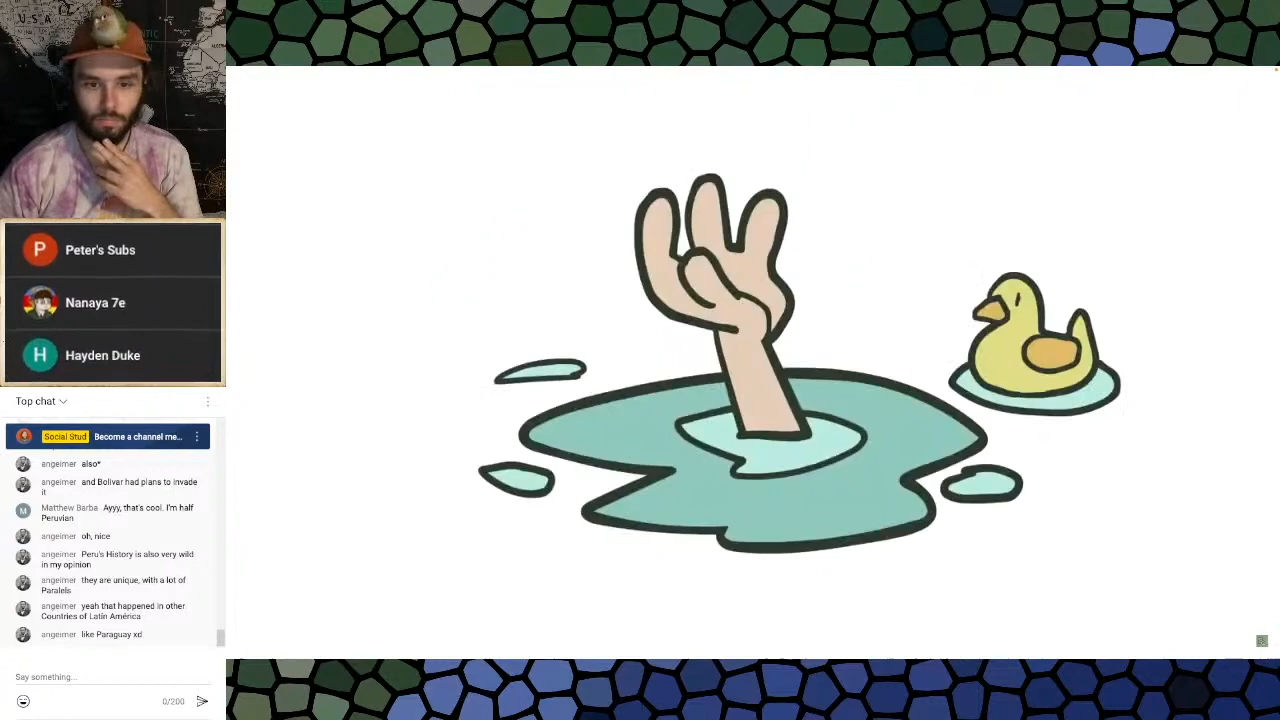 USA
P Peter's Subs
Nanaya 7e
H Hayden Duke
Top chat
Social Stud Become a channel me...
angeimer also*
angeimer and Bolivar had plans to invade
it
M Matthew Barba Ayyy, that's cool. I'm half
Peruvian
angeimer oh, nice
angeimer Peru's History is also very wild
in my opinion
angeimer they are unique, with a lot of
Paralels
angeimer yeah that happened in other
Countries of Latín América
angeimer like Paraguay xd
Say something...
0/200